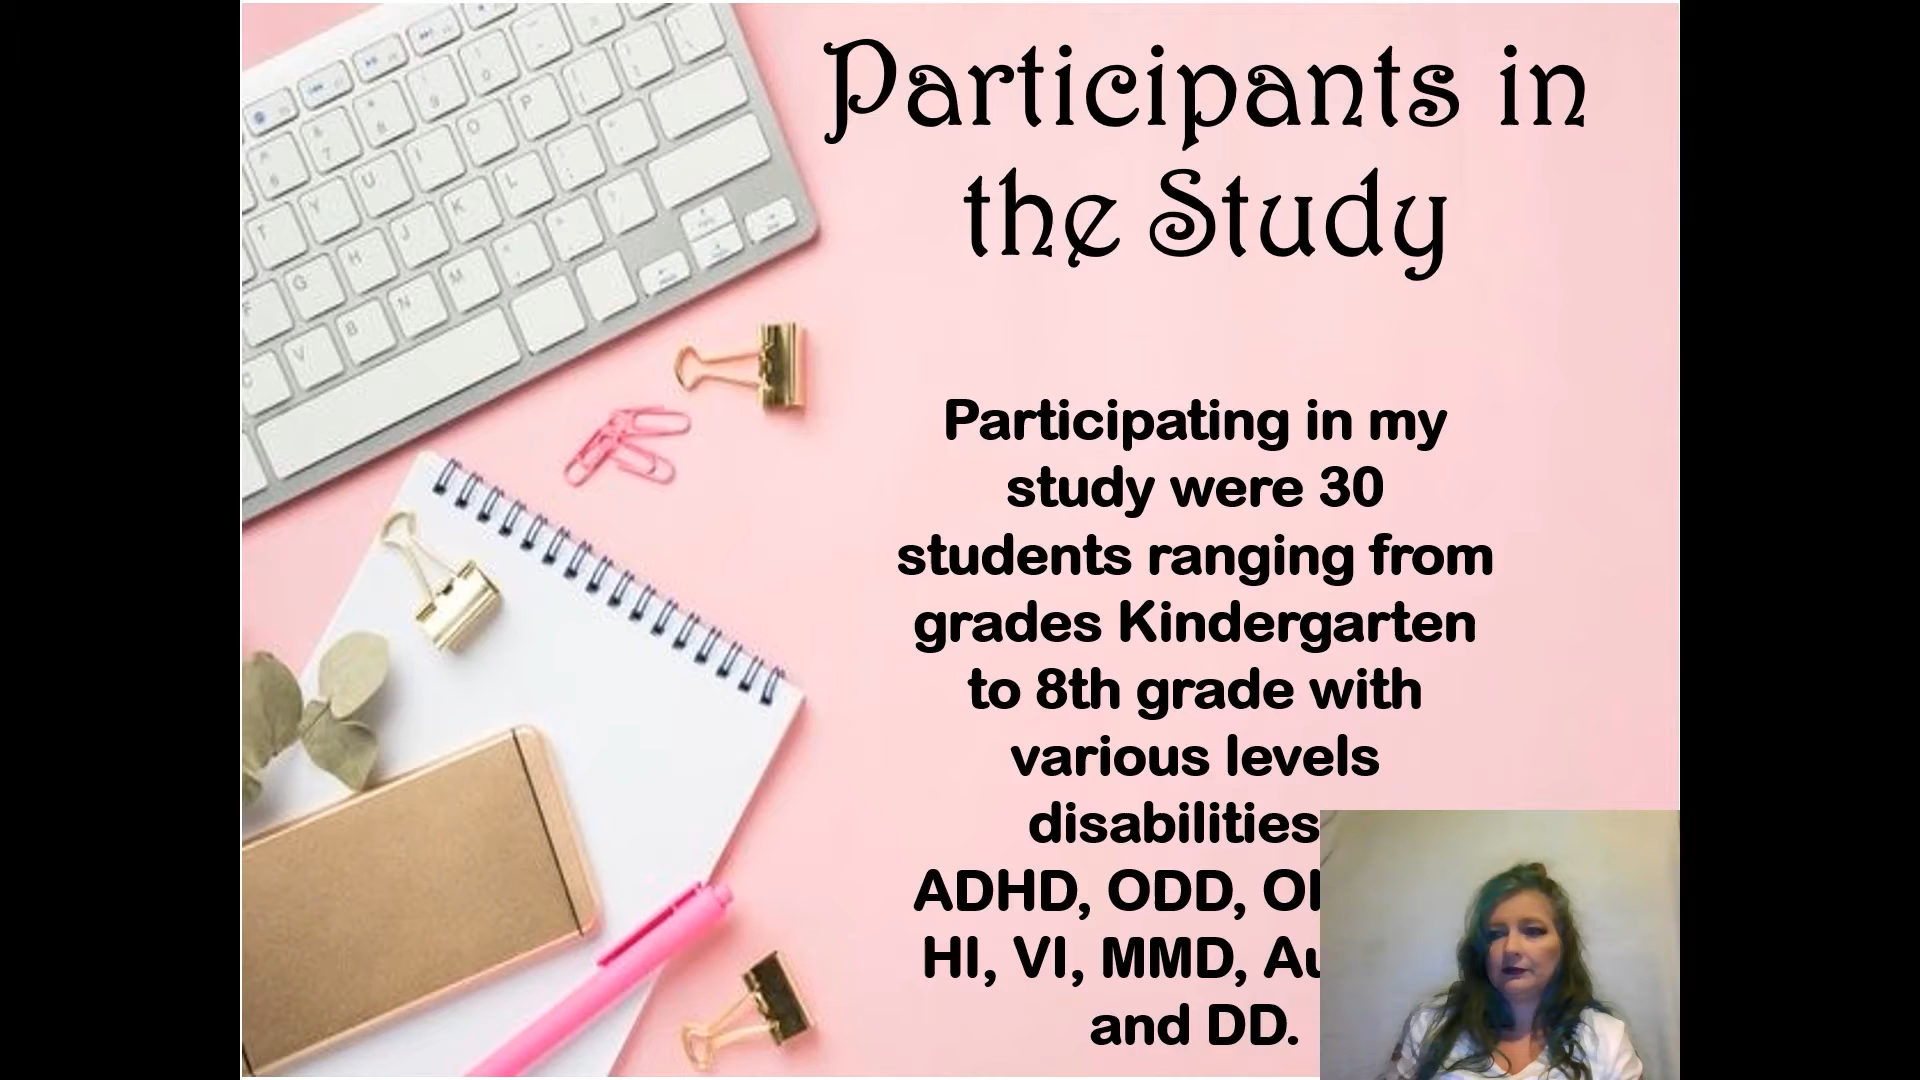 Participants in
the Study
Participating in my
study were 30
students ranging from
grades Kindergarten
to 8th grade with
various levels
disabilities
ADHD, ODD,
HI, VI, MMD,
and DD.